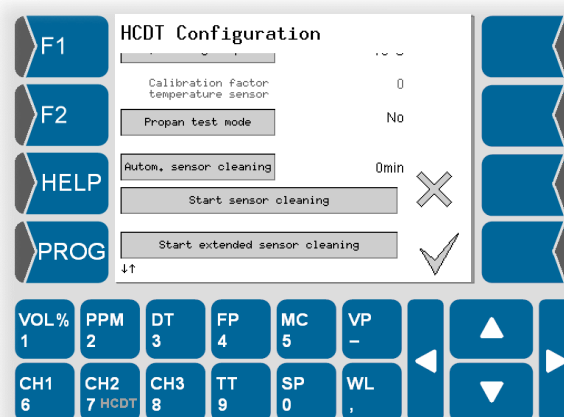 F1
F2
HELP
PROG
HCDT Configuration
Calibration factor
temperature sensor
0
Propan test mode
No
Autom. sensor cleaning
0min
Start sensor cleaning
Start extended sensor cleaning
↓↑
VOL% PPM DT FP MC VP
1 2 3 4 5 –
CH1 CH2 CH3 TT SP WL
6 7 HCDT 8 9 0 ,